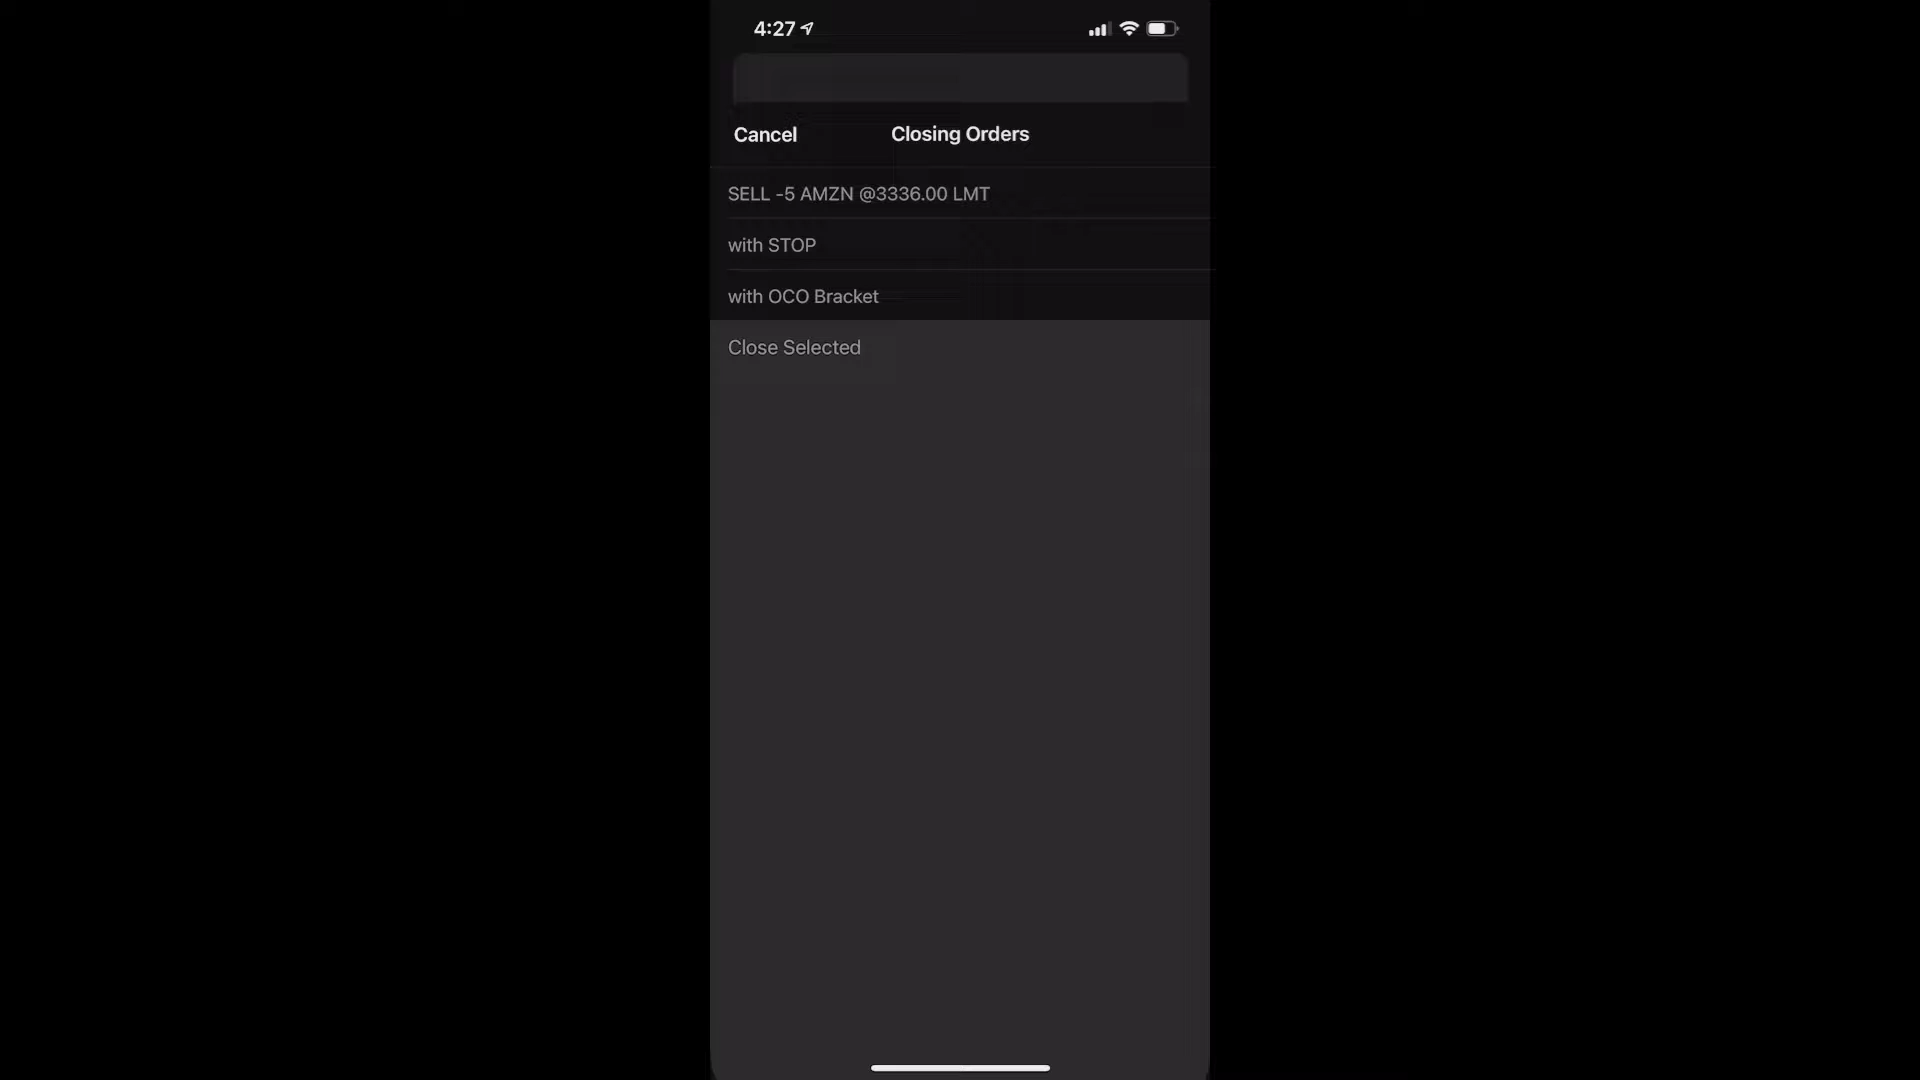 4:27
Cancel
Closing Orders
SELL -5 AMZN @3336.00 LMT
with STOP
with OCO Bracket
Close Selected